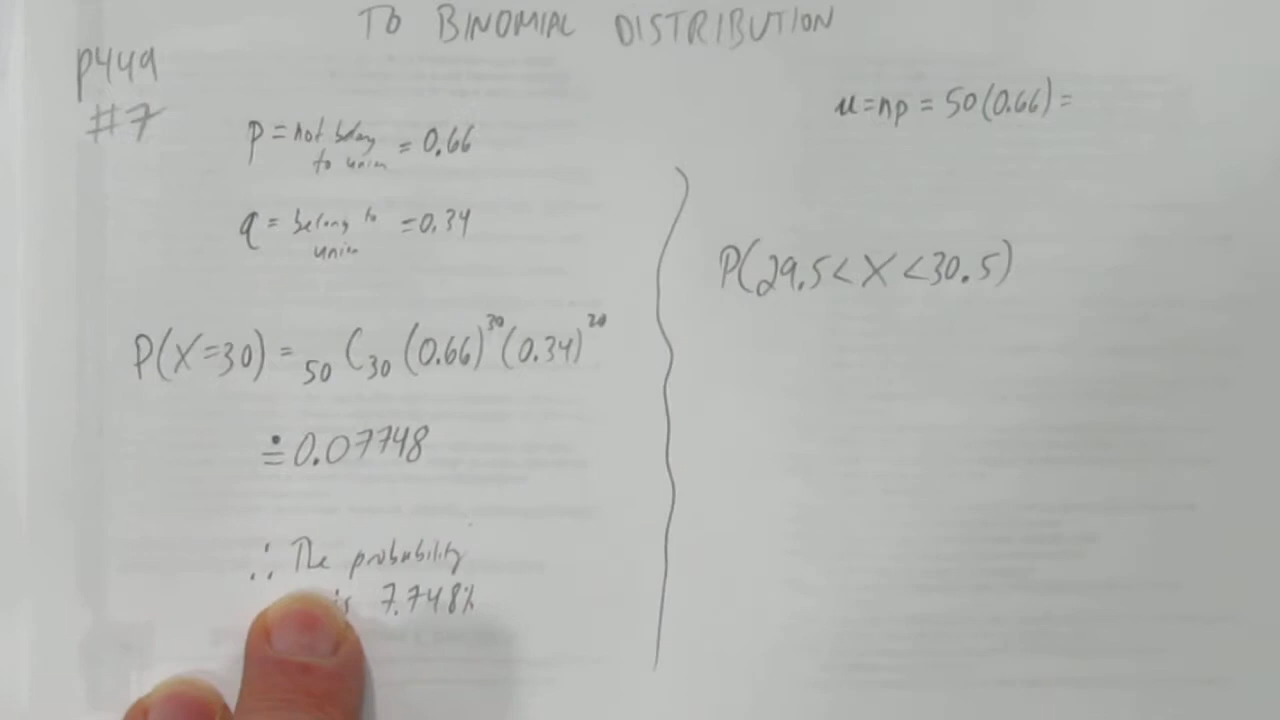 TO BINOMIAL DISTRIBUTION
p449
#7
p = not belong to union = 0.66
q = belong to union = 0.34
P(X=30) = 50 C 30 (0.66)^30 (0.34)^20
≐ 0.07748
∴ The probability
is 7.748%
u = np = 50(0.66) =
P(29.5 < X < 30.5)